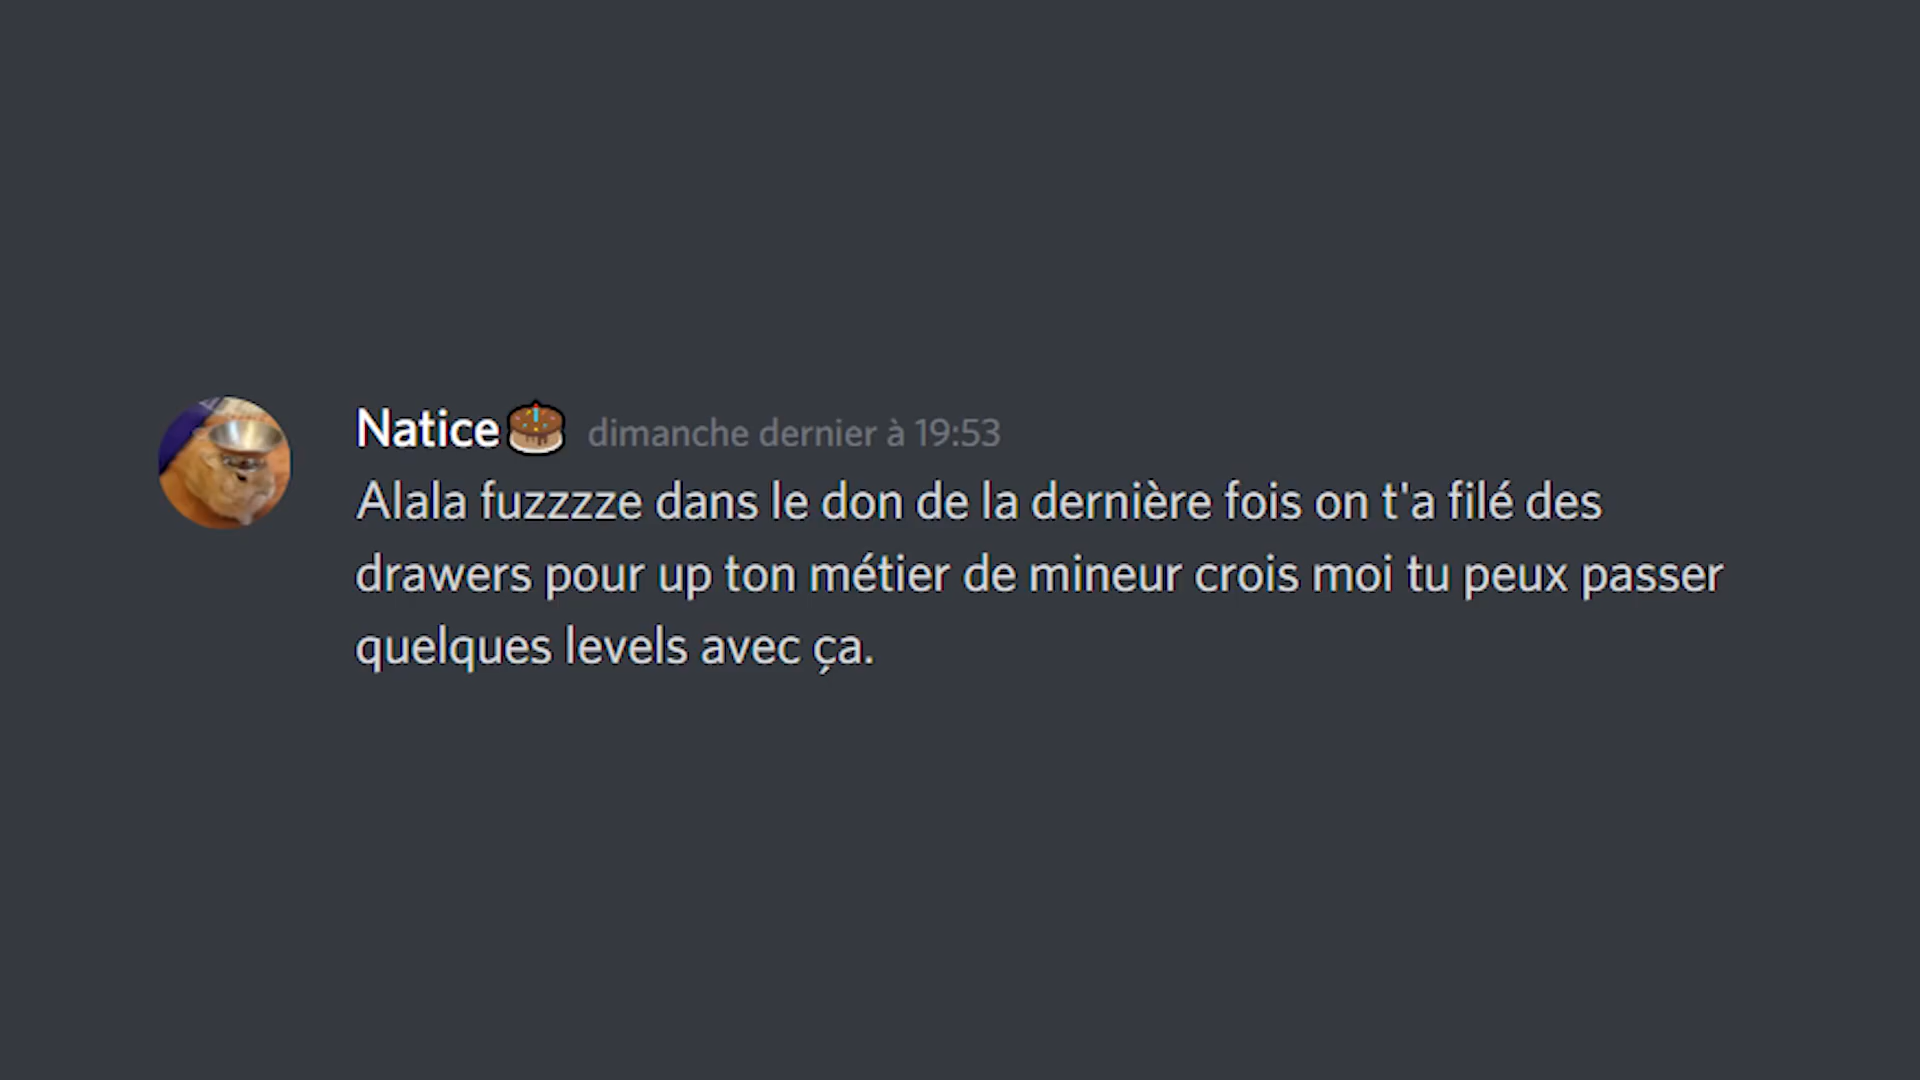 Natice🎂 dimanche dernier à 19:53
Alala fuzzzze dans le don de la dernière fois on t'a filé des
drawers pour up ton métier de mineur crois moi tu peux passer
quelques levels avec ça.